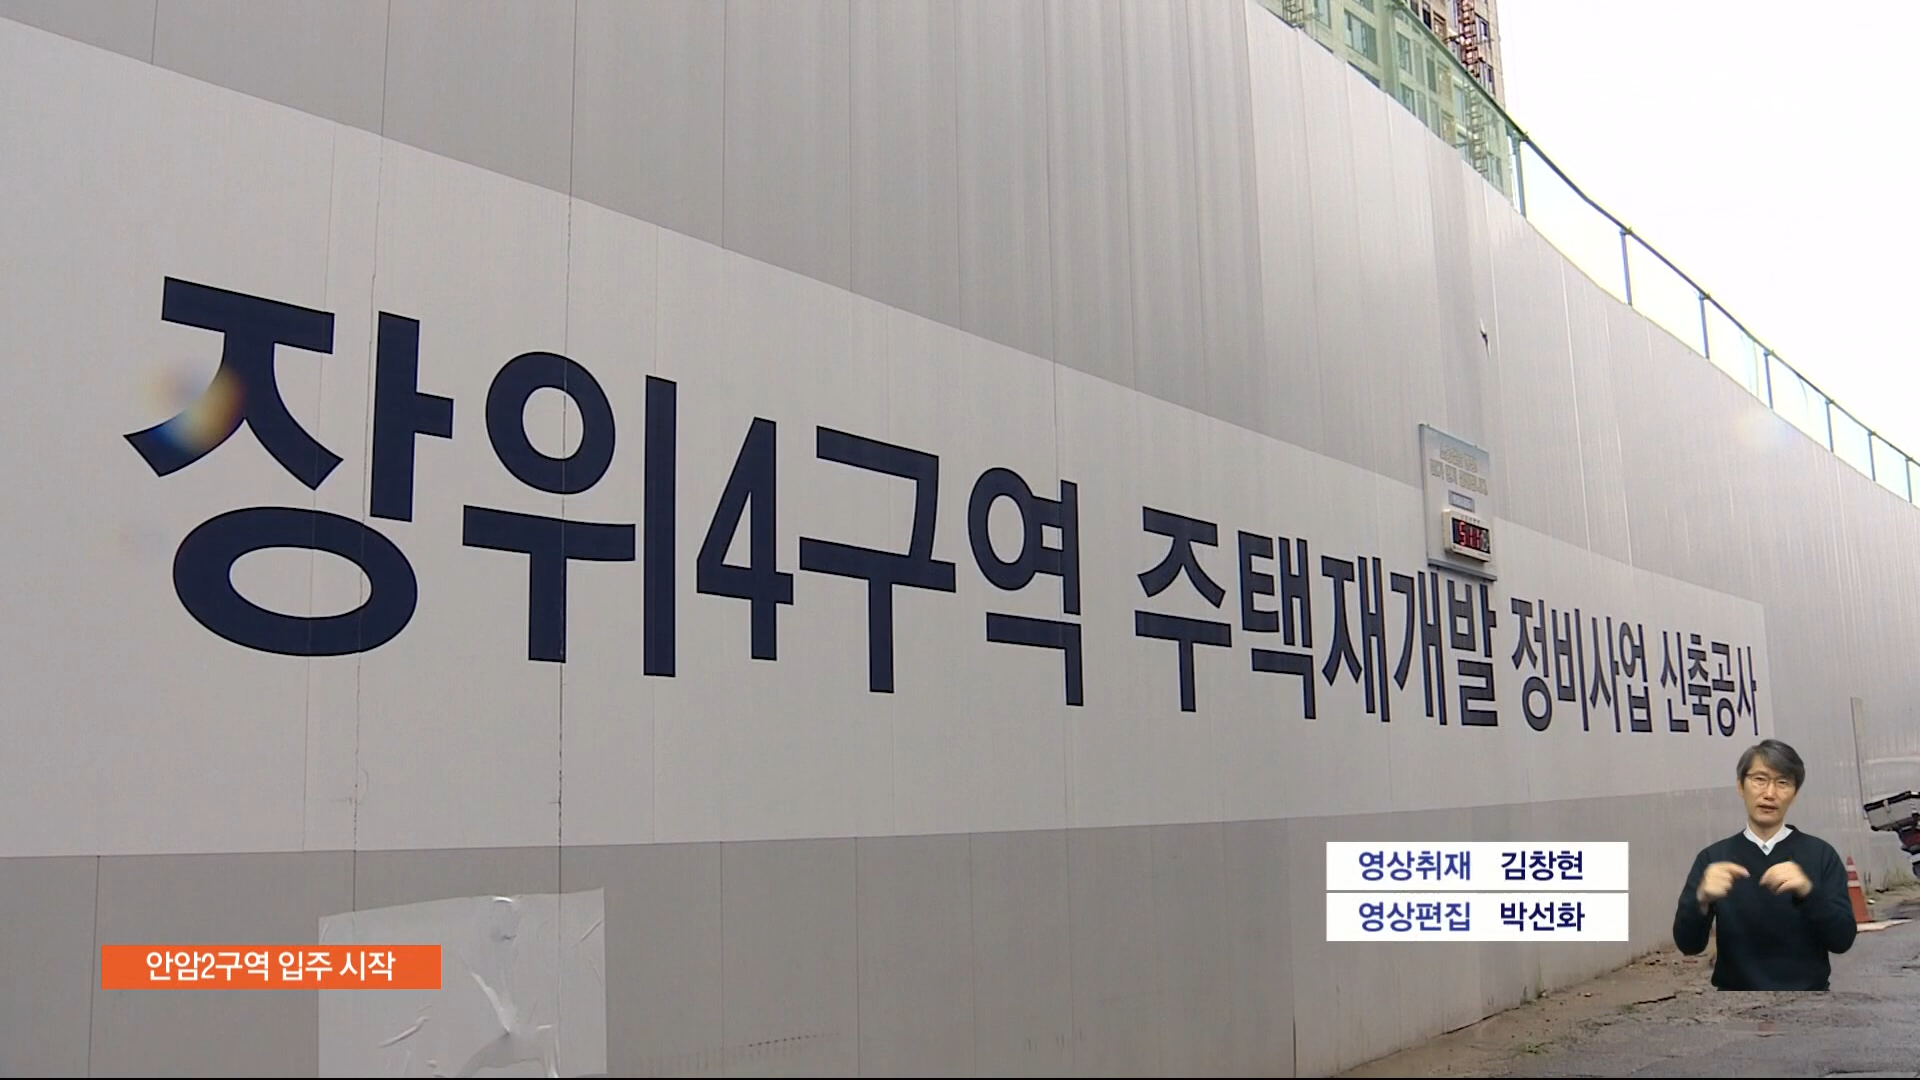 장위4구역 주택재개발 정비사업 신축공사
영상취재 김창현
영상편집 박선화
안암2구역 입주 시작